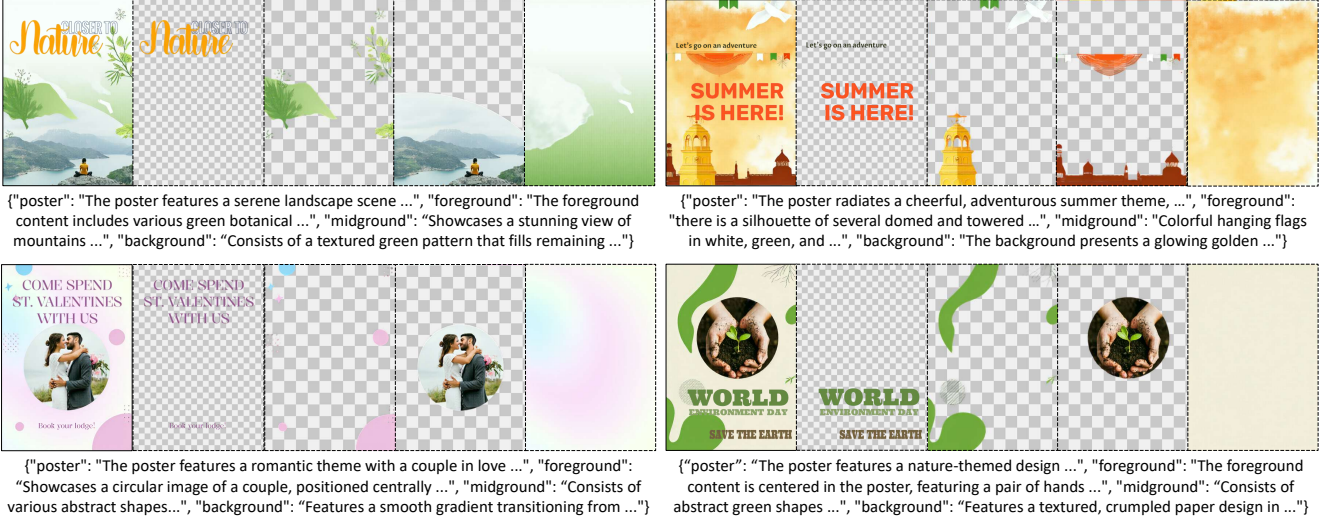 CLOSER TO
Nature
CLOSER TO
Nature
{"poster": "The poster features a serene landscape scene ...", "foreground": "The foreground
content includes various green botanical ...", "midground": “Showcases a stunning view of
mountains ...", "background": “Consists of a textured green pattern that fills remaining ..."}
Let's go on an adventure
SUMMER
IS HERE!
Let's go on an adventure
SUMMER
IS HERE!
{"poster": "The poster radiates a cheerful, adventurous summer theme, …", "foreground":
"there is a silhouette of several domed and towered …", "midground": "Colorful hanging flags
in white, green, and ...", "background": "The background presents a glowing golden ..."}
COME SPEND
ST. VALENTINES
WITH US
Book your lodge!
COME SPEND
ST. VALENTINES
WITH US
Book your lodge!
{"poster": "The poster features a romantic theme with a couple in love ...", "foreground":
“Showcases a circular image of a couple, positioned centrally ...", "midground": “Consists of
various abstract shapes...", "background": “Features a smooth gradient transitioning from ..."}
WORLD
ENVIRONMENT DAY
SAVE THE EARTH
WORLD
ENVIRONMENT DAY
SAVE THE EARTH
{“poster”: “The poster features a nature-themed design ...", "foreground": "The foreground
content is centered in the poster, featuring a pair of hands ...", "midground": “Consists of
abstract green shapes ...", "background": “Features a textured, crumpled paper design in ..."}